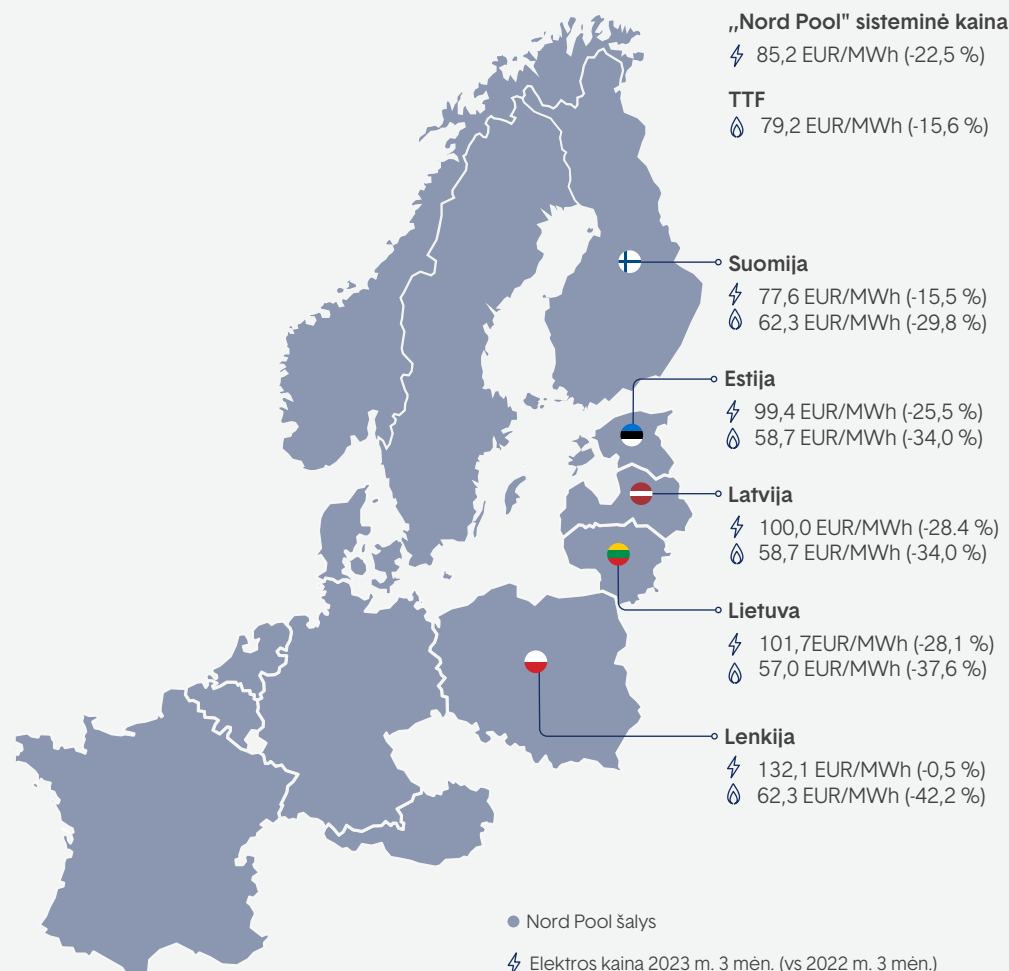 „Nord Pool" sisteminė kaina
85,2 EUR/MWh (-22,5 %)
TTF
79,2 EUR/MWh (-15,6 %)
Suomija
77,6 EUR/MWh (-15,5 %)
62,3 EUR/MWh (-29,8 %)
Estija
99,4 EUR/MWh (-25,5 %)
58,7 EUR/MWh (-34,0 %)
Latvija
100,0 EUR/MWh (-28.4 %)
58,7 EUR/MWh (-34,0 %)
Lietuva
101,7EUR/MWh (-28,1 %)
57,0 EUR/MWh (-37,6 %)
Lenkija
132,1 EUR/MWh (-0,5 %)
62,3 EUR/MWh (-42,2 %)
Nord Pool šalys
Elektros kaina 2023 m. 3 mėn. (vs 2022 m. 3 mėn.)